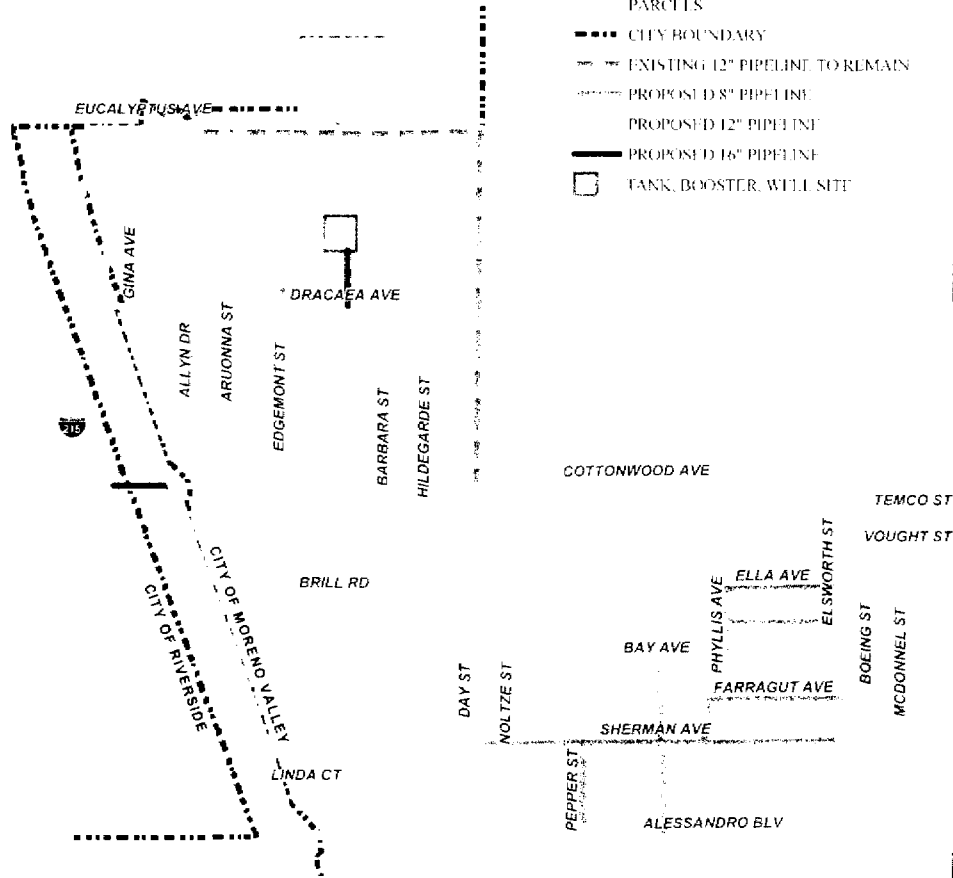 PARCELS
CITY BOUNDARY
EXISTING 12" PIPELINE TO REMAIN
PROPOSED 8" PIPELINE
PROPOSED 12" PIPELINE
PROPOSED 16" PIPELINE
TANK, BOOSTER, WELL SITE
EUCALYPTUS AVE
GINA AVE
DRACAEA AVE
ALLYN DR
ARUONNA ST
EDGEMONT ST
BARBARA ST
HILDEGARDE ST
215
COTTONWOOD AVE
TEMCO ST
VOUGHT ST
ELSWORTH ST
BRILL RD
ELLA AVE
PHYLLIS AVE
BOEING ST
MCDONNEL ST
CITY OF MORENO VALLEY
CITY OF RIVERSIDE
BAY AVE
DAY ST
NOLTZE ST
FARRAGUT AVE
SHERMAN AVE
LINDA CT
PEPPER ST
ALESSANDRO BLV